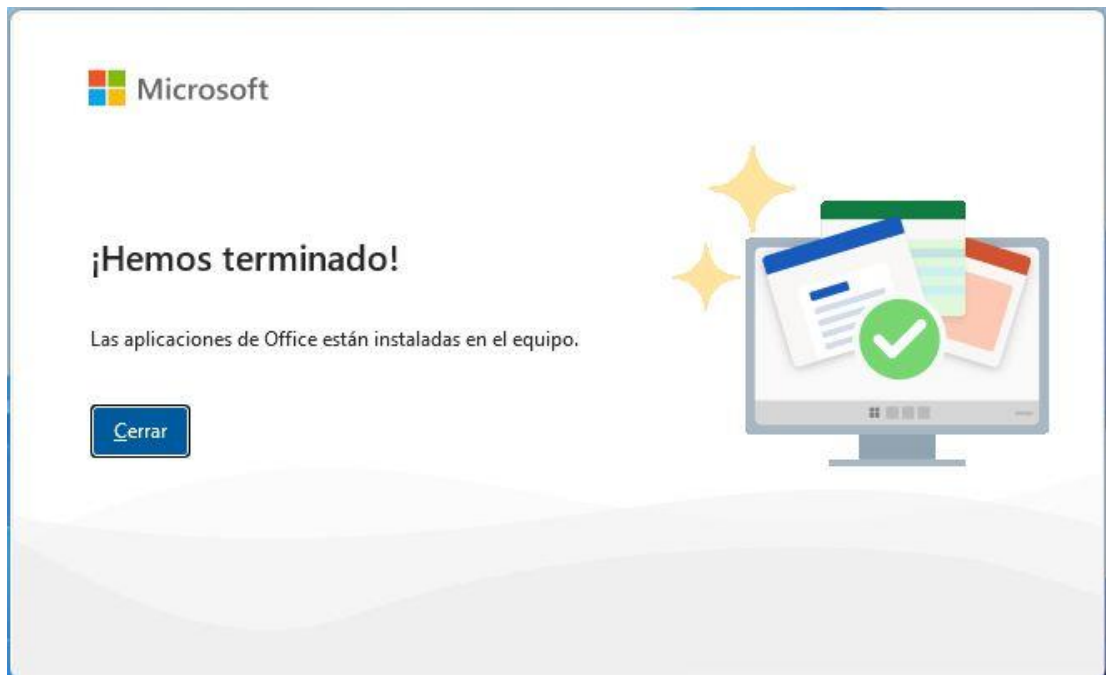 Microsoft
¡Hemos terminado!
Las aplicaciones de Office están instaladas en el equipo.
Cerrar